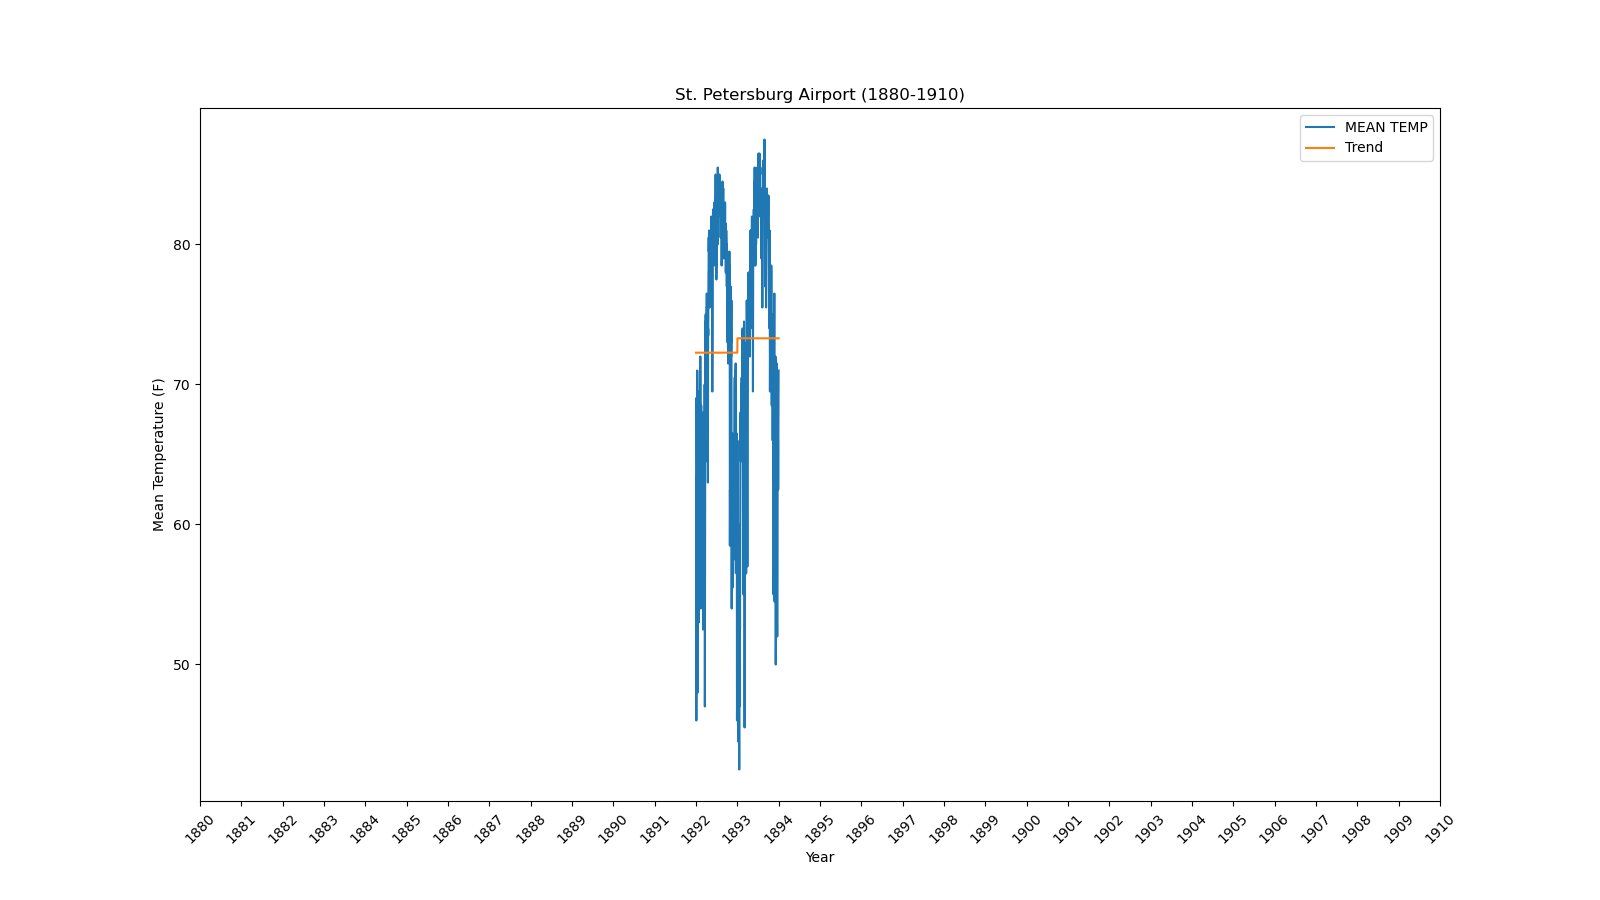 St. Petersburg Airport (1880-1910)
MEAN TEMP
Trend
80
70
60
50
Mean Temperature (F)
1880 1881 1882 1883 1884 1885 1886 1887 1888 1889 1890 1891 1892 1893 1894 1895 1896 1897 1898 1899 1900 1901 1902 1903 1904 1905 1906 1907 1908 1909 1910
Year